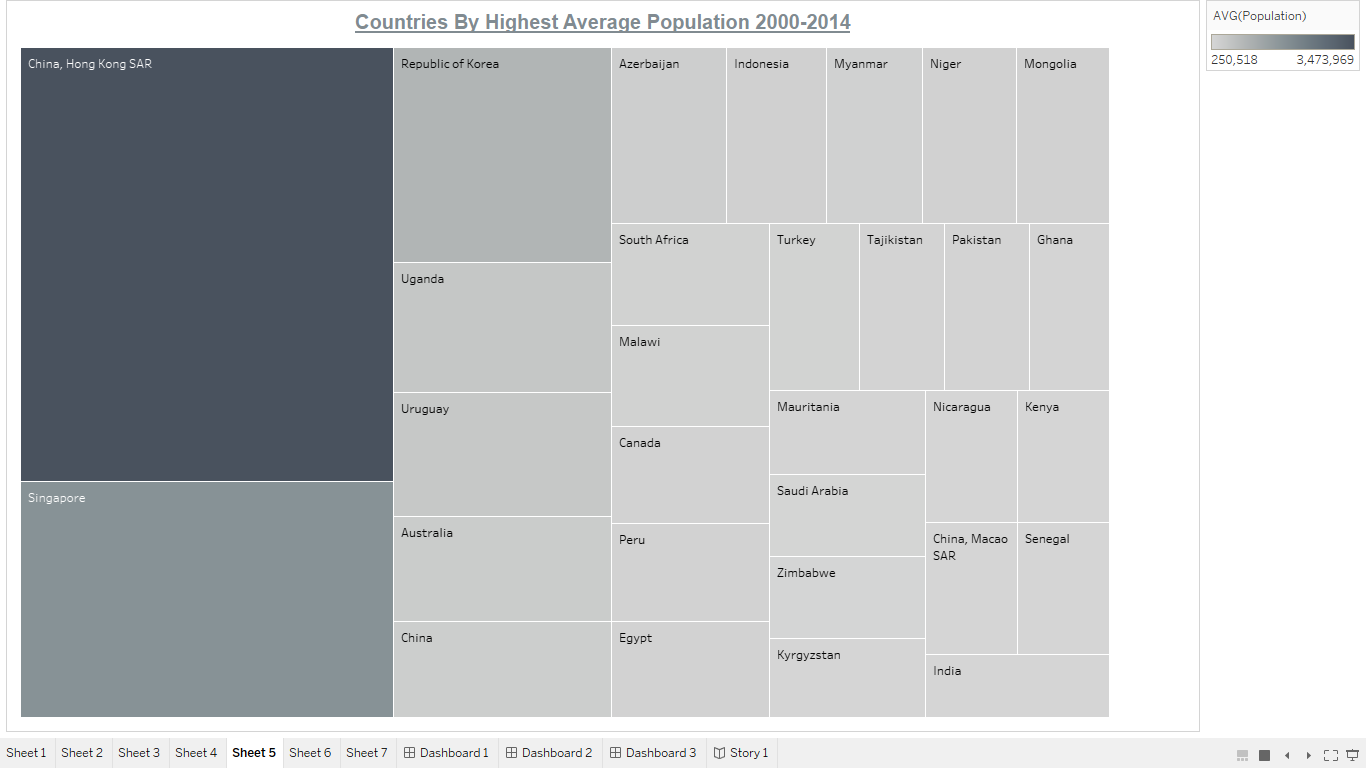 Countries By Highest Average Population 2000-2014
AVG(Population)
250,518 3,473,969
China, Hong Kong SAR
Singapore
Republic of Korea
Uganda
Uruguay
Australia
China
Azerbaijan
Indonesia
Myanmar
Niger
Mongolia
South Africa
Malawi
Canada
Peru
Egypt
Turkey
Tajikistan
Pakistan
Ghana
Mauritania
Saudi Arabia
Zimbabwe
Kyrgyzstan
Nicaragua
Kenya
China, Macao
SAR
Senegal
India
Sheet 1 Sheet 2 Sheet 3 Sheet 4 Sheet 5 Sheet 6 Sheet 7 Dashboard 1 Dashboard 2 Dashboard 3 Story 1